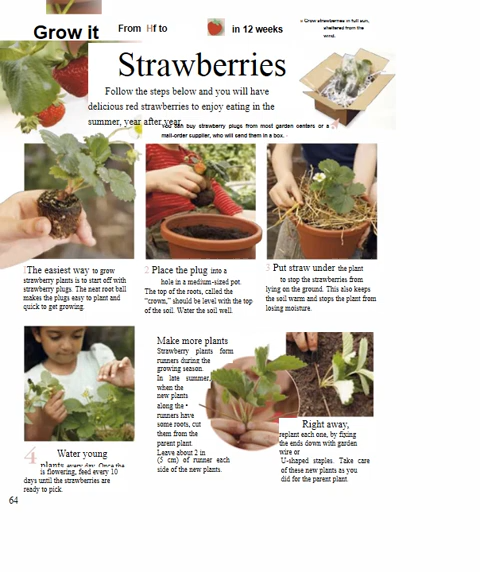 Grow it
From Hf to
in 12 weeks
Grow strawberries in full sun,
sheltered from the
wind.
Strawberries
Follow the steps below and you will have
delicious red strawberries to enjoy eating in the
summer, year after year.
You can buy strawberry plugs from most garden centers or a
mail-order supplier, who will send them in a box.
1 The easiest way to grow
strawberry plants is to start off with
strawberry plugs. The neat root ball
makes the plugs easy to plant and
quick to get growing.
2 Place the plug into a
hole in a medium-sized pot.
The top of the roots, called the
“crown,” should be level with the top
of the soil. Water the soil well.
3 Put straw under the plant
to stop the strawberries from
lying on the ground. This also keeps
the soil warm and stops the plant from
losing moisture.
4 Water young
plants every day. Once the
is flowering, feed every 10
days until the strawberries are
ready to pick.
Make more plants
Strawberry plants form
runners during the
growing season.
In late summer,
when the
new plants
along the •
runners have
some roots, cut
them from the
parent plant.
Leave about 2 in
(5 cm) of runner each
side of the new plants.
Right away,
replant each one, by fixing
the ends down with garden
wire or
U-shaped staples. Take care
of these new plants as you
did for the parent plant
64